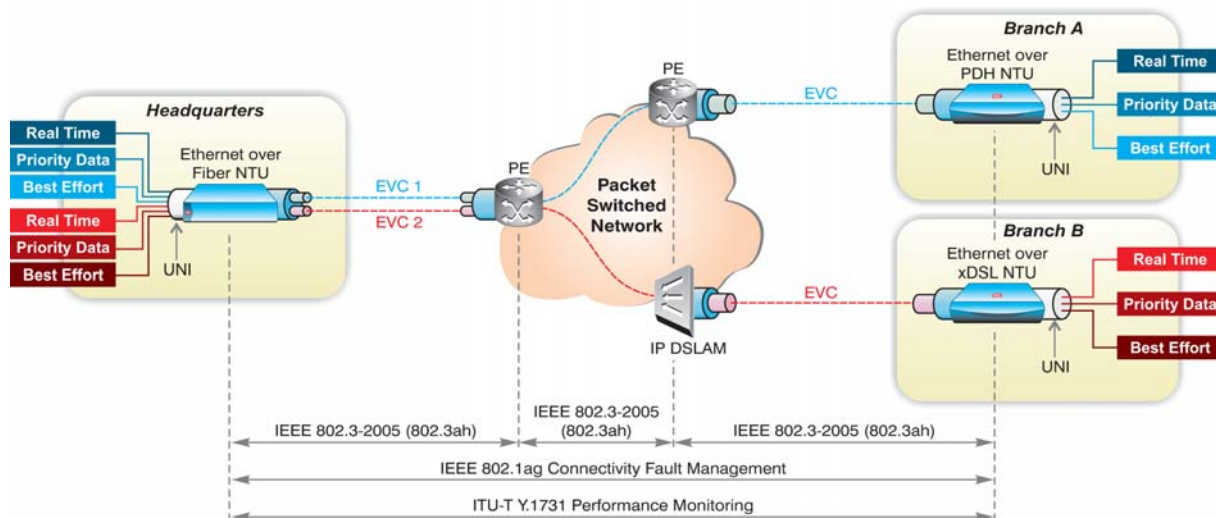 Headquarters
Real Time
Priority Data
Best Effort
Real Time
Priority Data
Best Effort
Ethernet over
Fiber NTU
UNI
EVC 1
EVC 2
PE
PE
Packet
Switched
Network
IP DSLAM
EVC
EVC
Branch A
Ethernet over
PDH NTU
UNI
Real Time
Priority Data
Best Effort
Branch B
Ethernet over
xDSL NTU
UNI
Real Time
Priority Data
Best Effort
IEEE 802.3-2005 (802.3ah)
IEEE 802.3-2005
(802.3ah)
IEEE 802.3-2005 (802.3ah)
IEEE 802.1ag Connectivity Fault Management
ITU-T Y.1731 Performance Monitoring